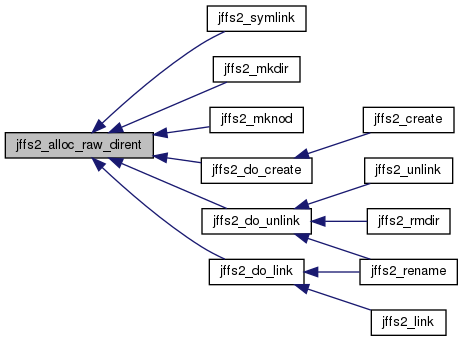 jffs2_symlink
jffs2_mkdir
jffs2_mknod
jffs2_create
jffs2_alloc_raw_dirent
jffs2_do_create
jffs2_unlink
jffs2_do_unlink
jffs2_rmdir
jffs2_do_link
jffs2_rename
jffs2_link